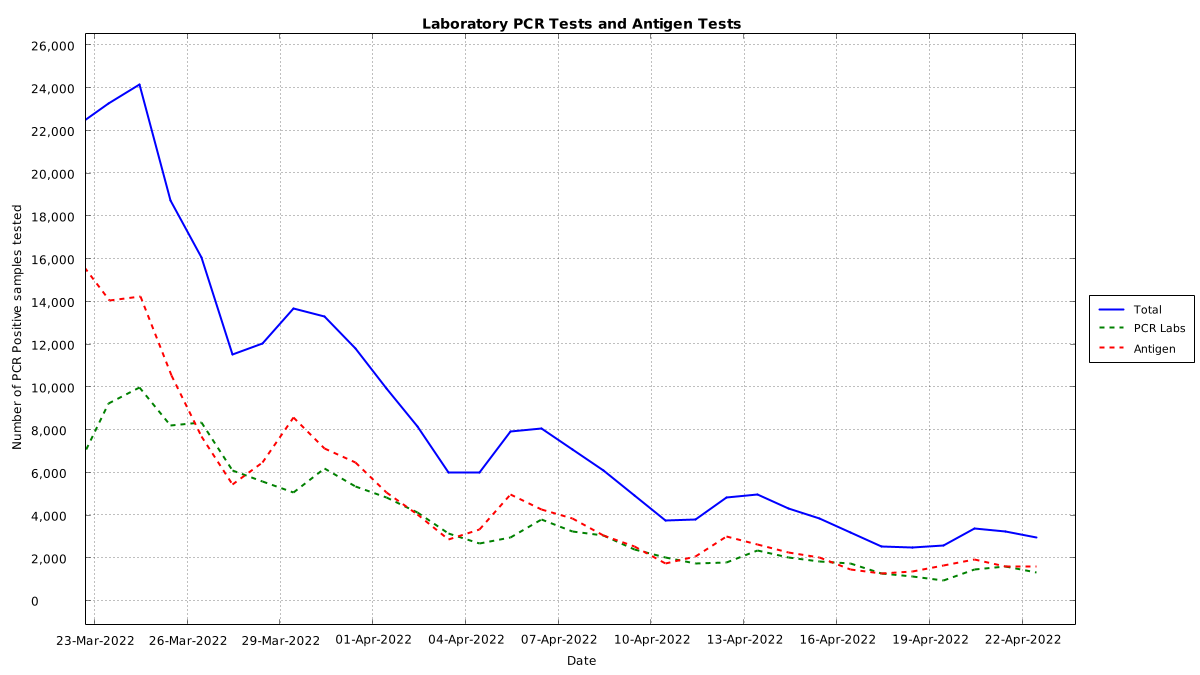 Laboratory PCR Tests and Antigen Tests
26,000
24,000
22,000
20,000
18,000
16,000
14,000
12,000
10,000
8,000
6,000
4,000
2,000
0
Number of PCR Positive samples tested
23-Mar-2022
26-Mar-2022
29-Mar-2022
01-Apr-2022
04-Apr-2022
07-Apr-2022
10-Apr-2022
13-Apr-2022
16-Apr-2022
19-Apr-2022
22-Apr-2022
Date
Total
PCR Labs
Antigen